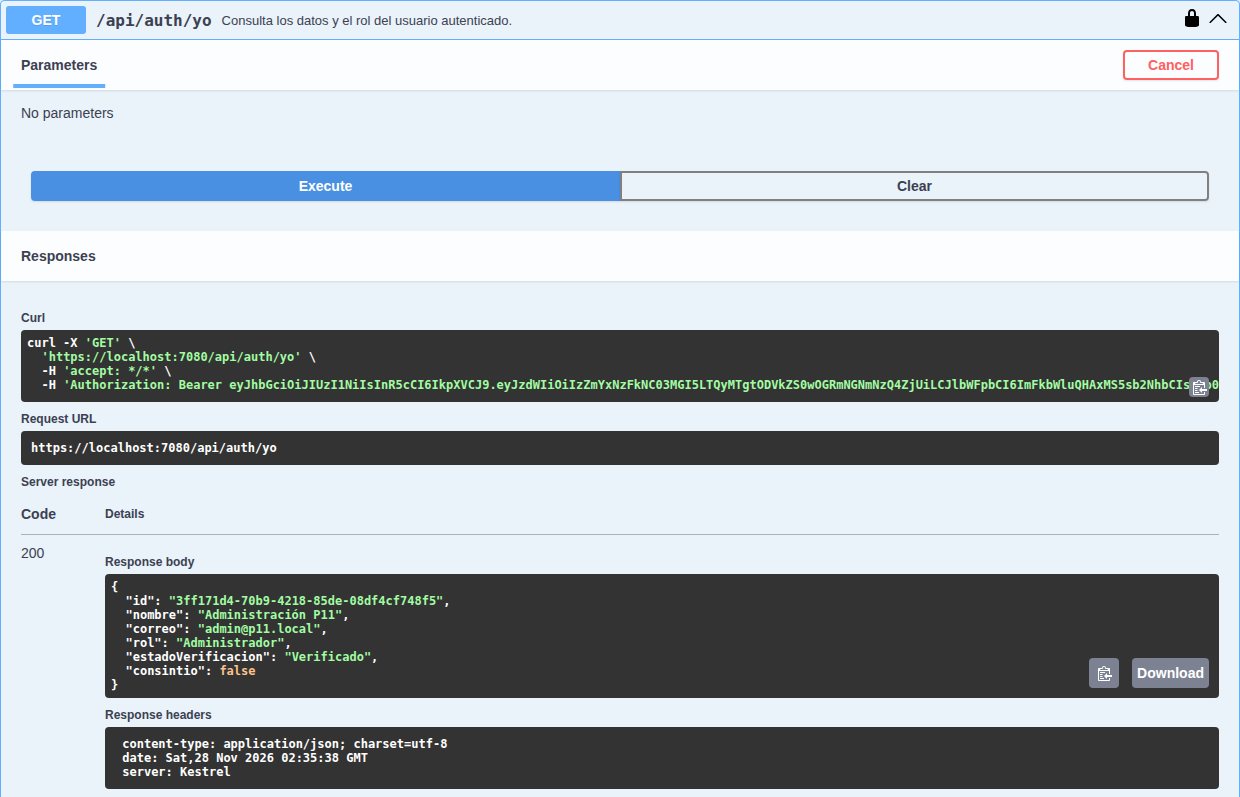 GET /api/auth/yo Consulta los datos y el rol del usuario autenticado.
Parameters
Cancel
No parameters
Execute
Clear
Responses
Curl
curl -X 'GET' \
'https://localhost:7080/api/auth/yo' \
-H 'accept: */*' \
-H 'Authorization: Bearer eyJhbGciOiJIUzI1NiIsInR5cCI6IkpXVCJ9.eyJzdWIiOiIzZmYxNzFkNC03MGI5LTQyMTgtODVkZS0wOGRmNGNmNzQ4ZjUiLCJlbWFpbCI6ImFkbWluQHAxMS5sb2NhbCIs
Request URL
https://localhost:7080/api/auth/yo
Server response
Code Details
200
Response body
{
"id": "3ff171d4-70b9-4218-85de-08df4cf748f5",
"nombre": "Administración P11",
"correo": "admin@p11.local",
"rol": "Administrador",
"estadoVerificacion": "Verificado",
"consintio": false
}
Download
Response headers
content-type: application/json; charset=utf-8
date: Sat,28 Nov 2026 02:35:38 GMT
server: Kestrel